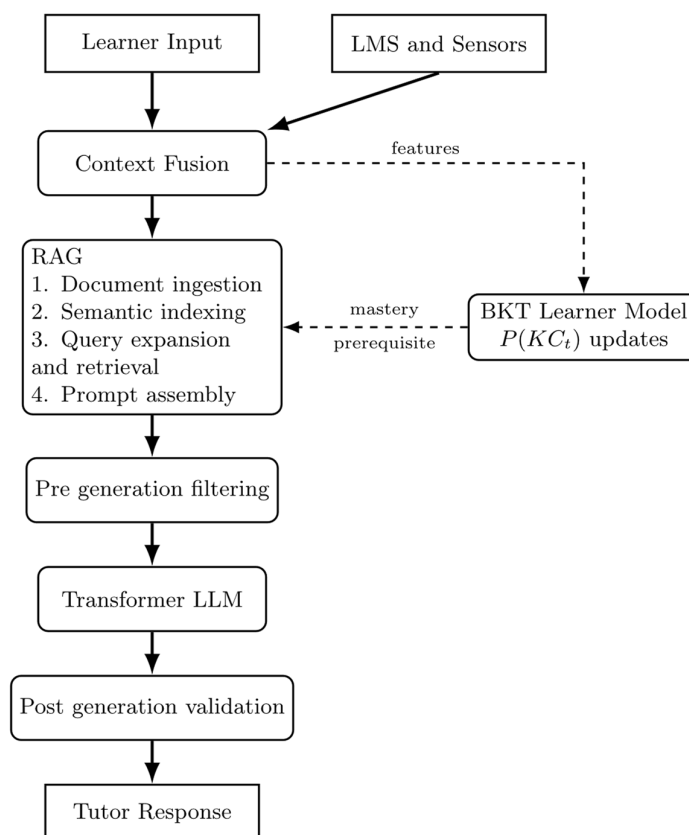 Learner Input
LMS and Sensors
Context Fusion
features
RAG
1. Document ingestion
2. Semantic indexing
3. Query expansion
and retrieval
4. Prompt assembly
mastery
prerequisite
BKT Learner Model
P(KC_t) updates
Pre generation filtering
Transformer LLM
Post generation validation
Tutor Response